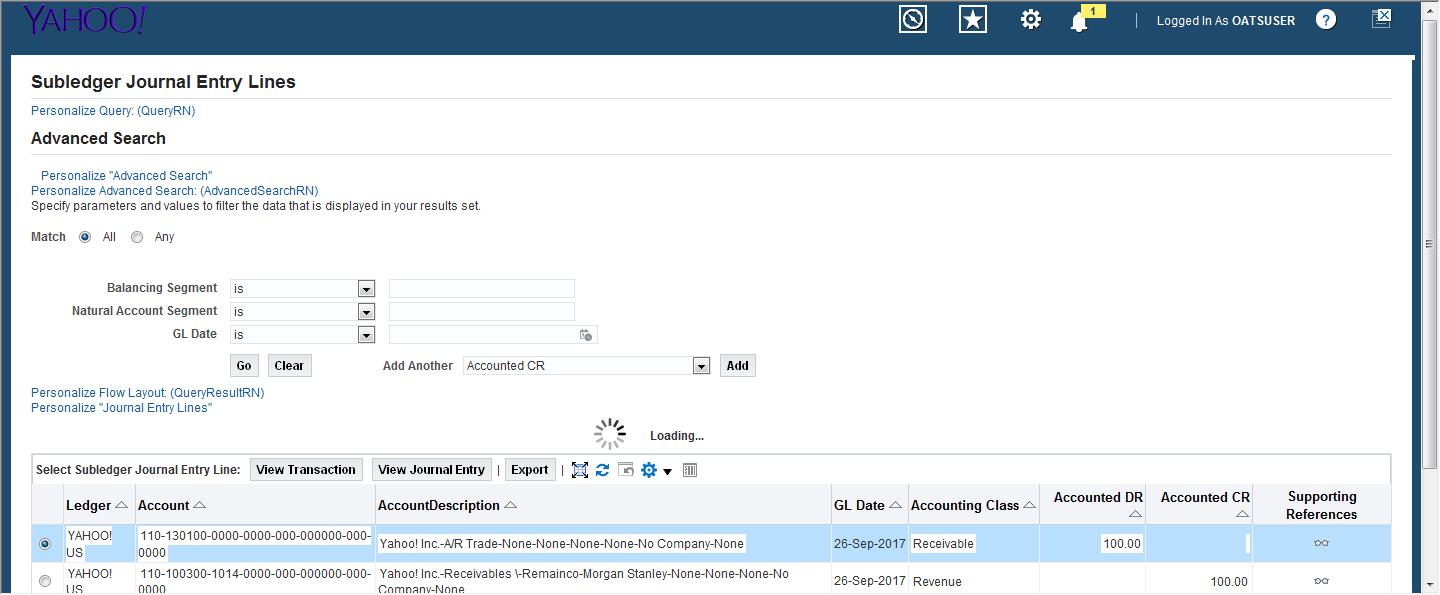 YAHOO!
1
Logged In As OATSUSER
?
Subledger Journal Entry Lines
Personalize Query: (QueryRN)
Advanced Search
Personalize "Advanced Search"
Personalize Advanced Search: (AdvancedSearchRN)
Specify parameters and values to filter the data that is displayed in your results set.
Match All Any
Balancing Segment is
Natural Account Segment is
GL Date is
Go Clear Add Another Accounted CR Add
Personalize Flow Layout: (QueryResultRN)
Personalize "Journal Entry Lines"
Loading...
Select Subledger Journal Entry Line: View Transaction View Journal Entry | Export |
Ledger Account AccountDescription GL Date Accounting Class Accounted DR Accounted CR Supporting References
YAHOO! US 110-130100-0000-0000-000-000000-000-0000 Yahoo! Inc.-A/R Trade-None-None-None-None-No Company-None 26-Sep-2017 Receivable 100.00
YAHOO! US 110-100300-1014-0000-000-000000-000-0000 Yahoo! Inc.-Receivables \-Remainco-Morgan Stanley-None-None-None-No Company-None 26-Sep-2017 Revenue 100.00